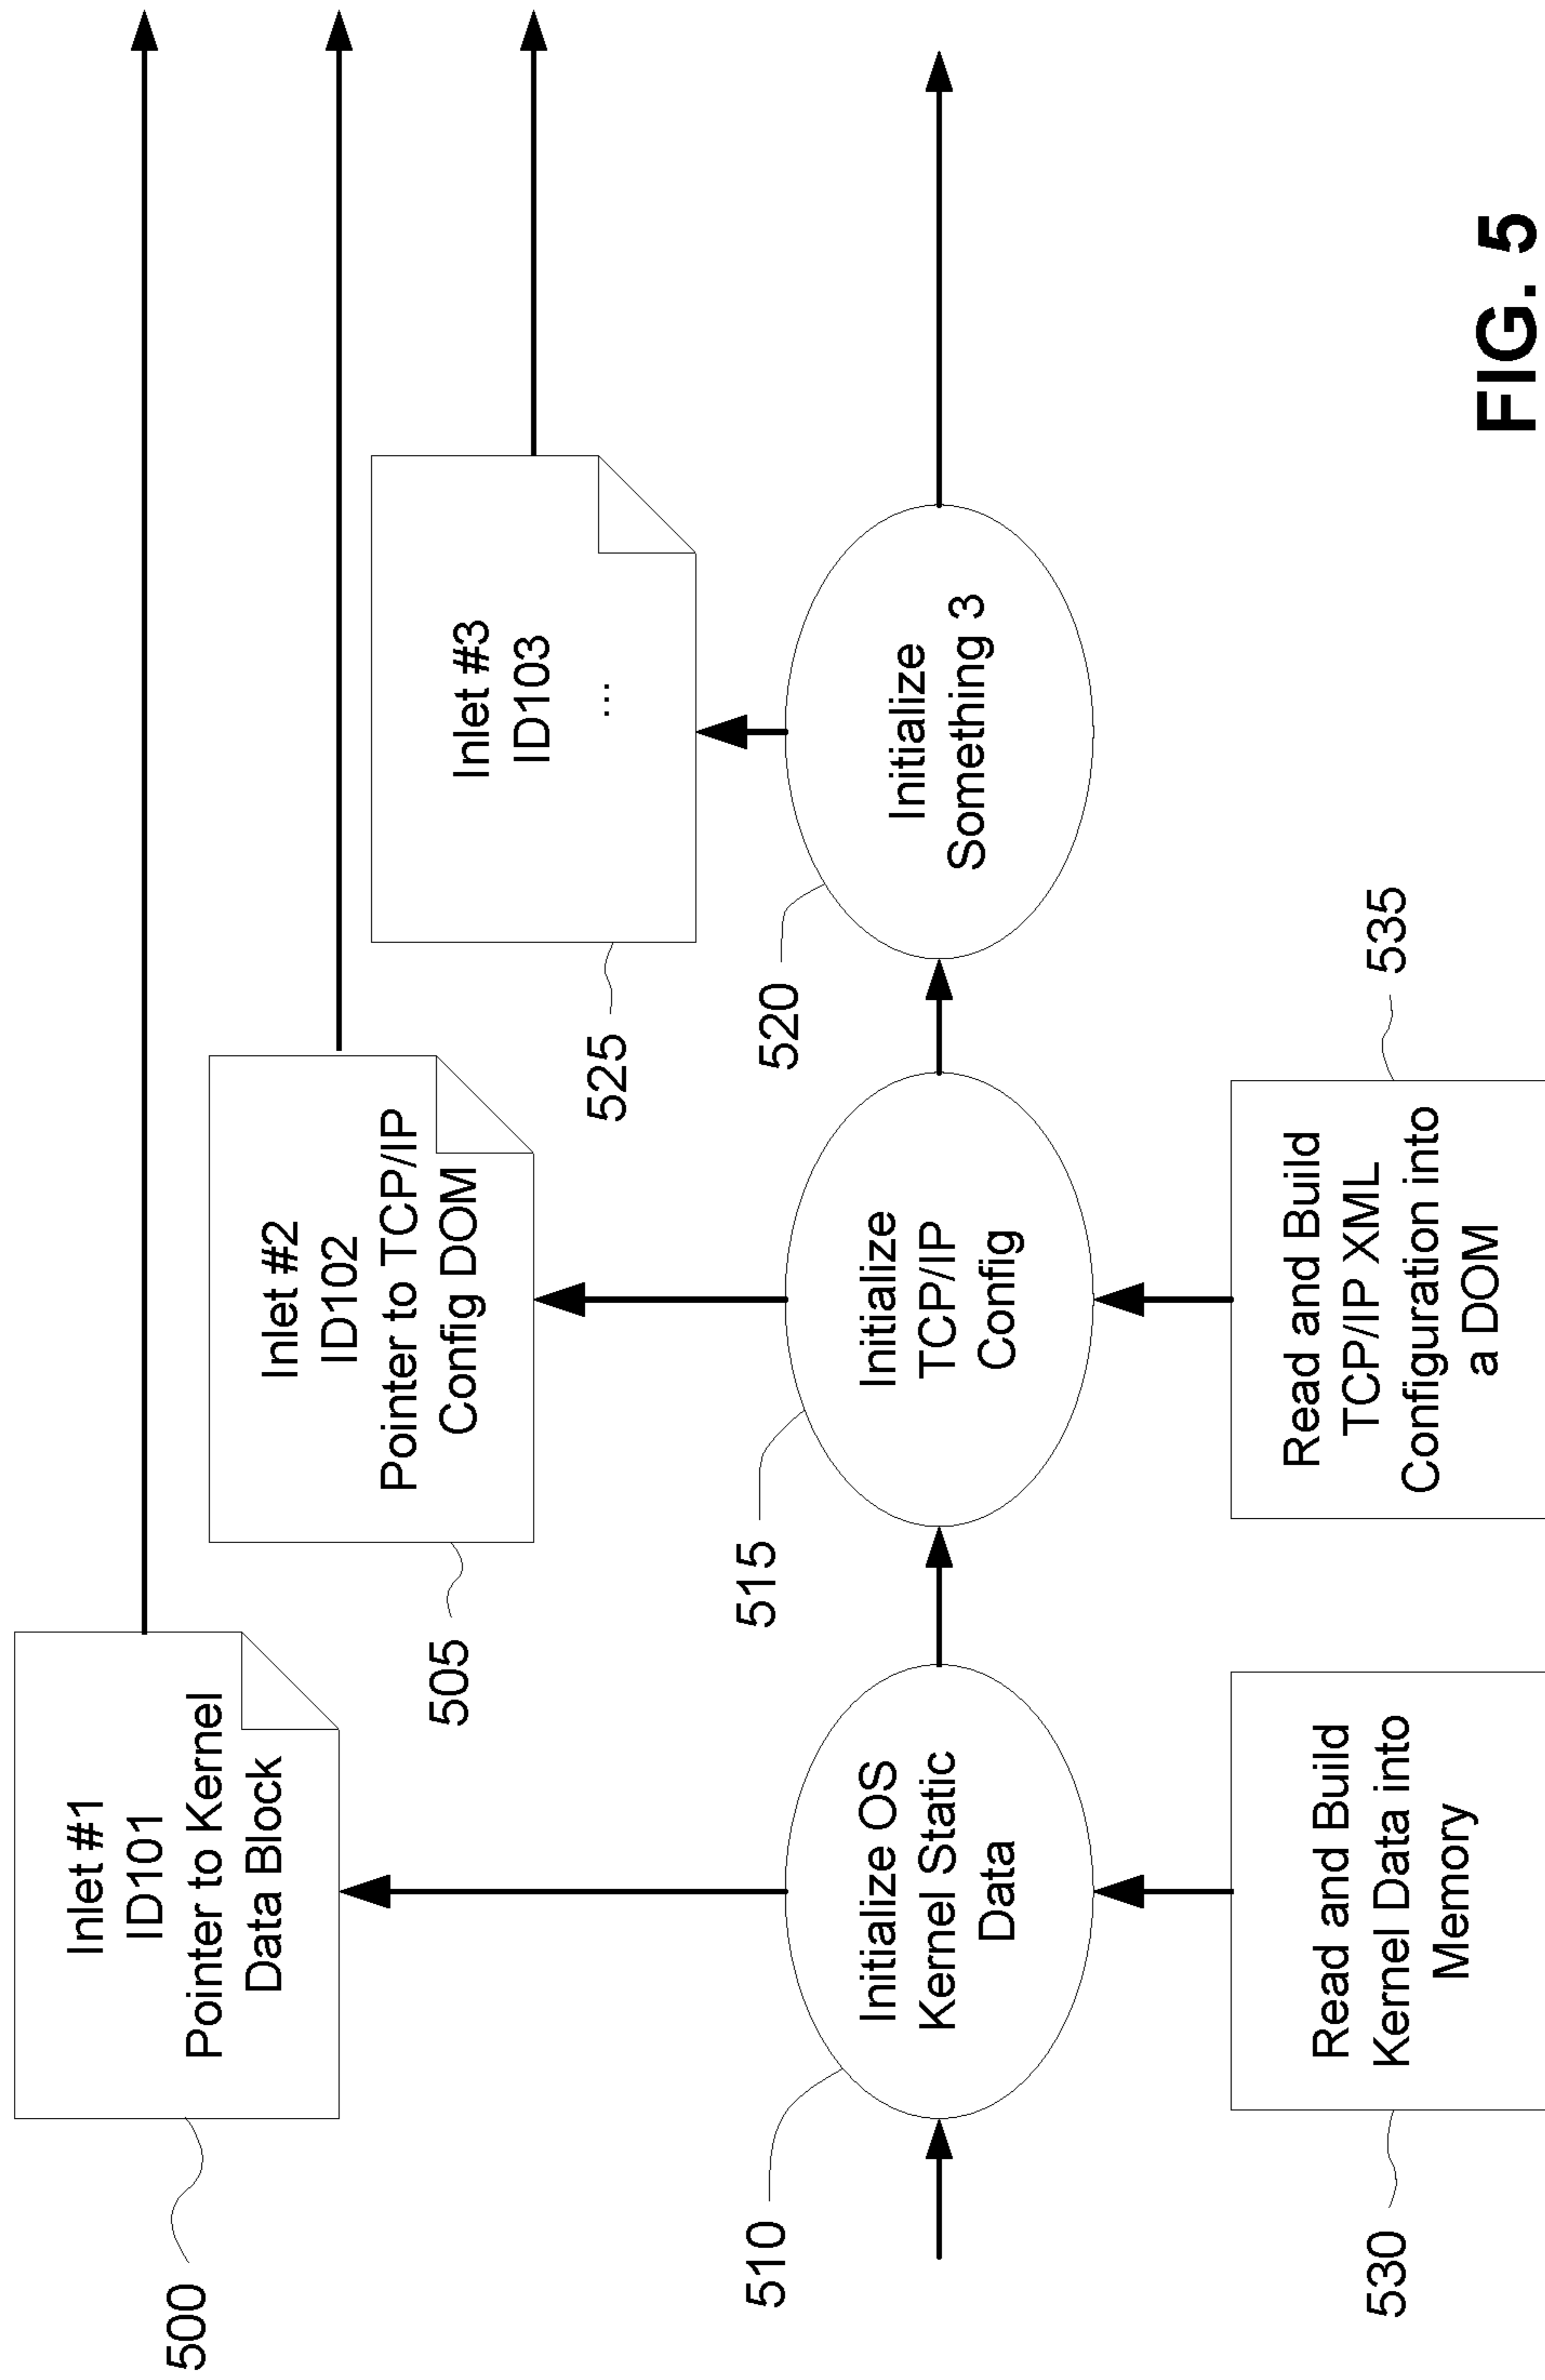 500
Inlet #1
ID101
Pointer to Kernel
Data Block
505
Inlet #2
ID102
Pointer to TCP/IP
Config DOM
525
Inlet #3
ID103
...
510
Initialize OS
Kernel Static
Data
515
Initialize
TCP/IP
Config
520
Initialize
Something 3
530
Read and Build
Kernel Data into
Memory
Read and Build
TCP/IP XML
Configuration into
a DOM
535
FIG. 5